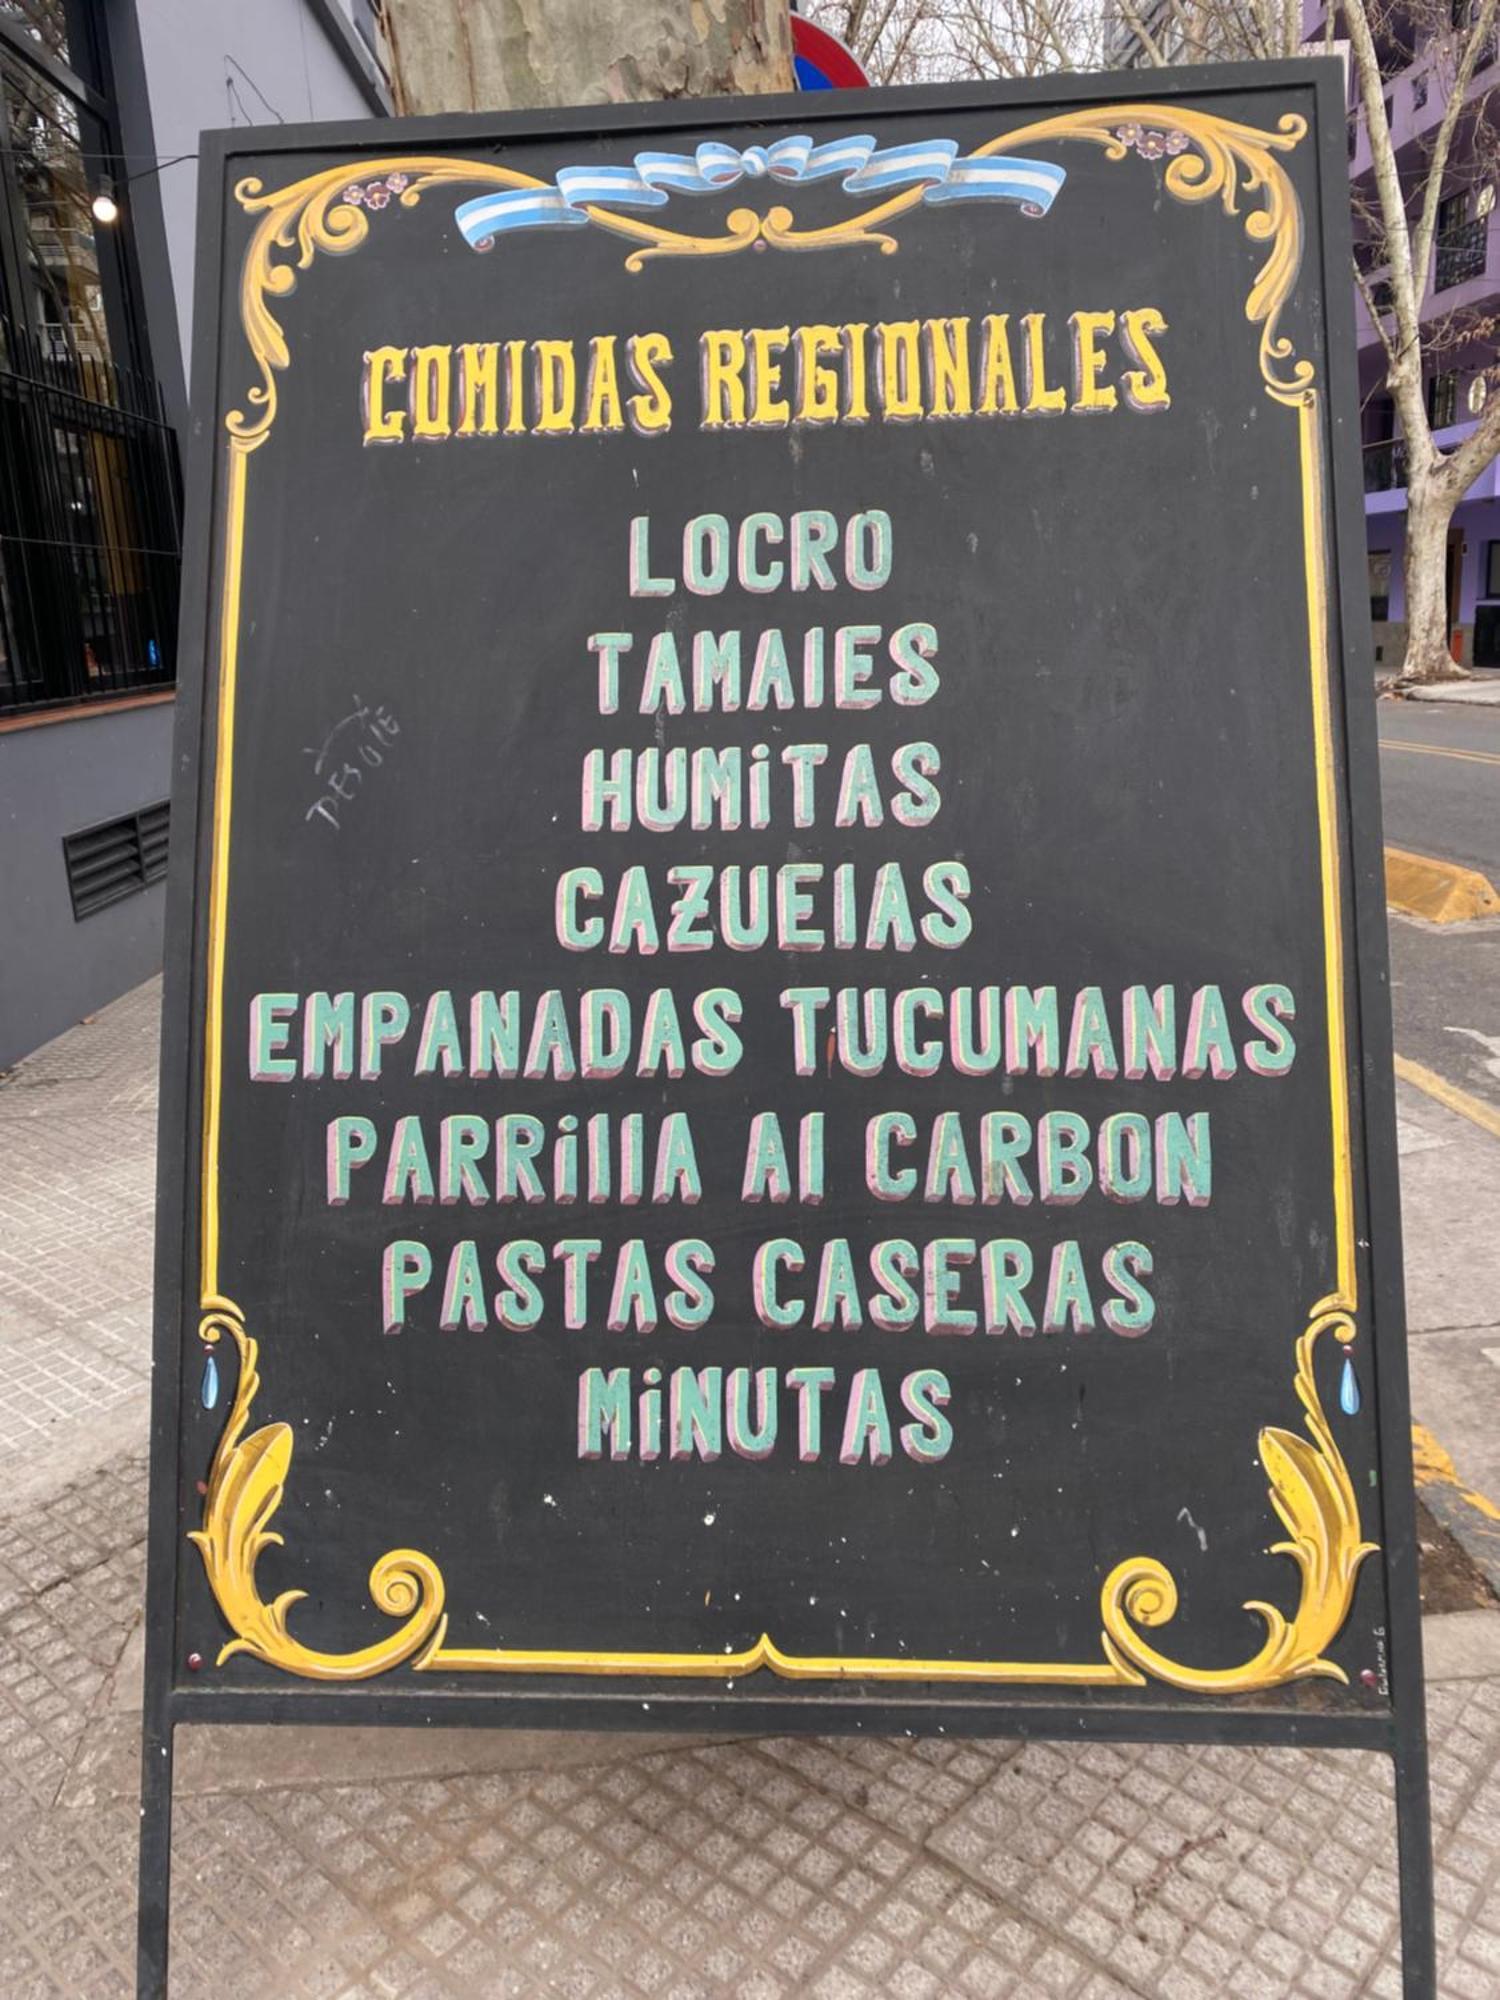 COMIDAS REGIONALES
LOCRO
TAMAlES
HUMiTAS
CAZUElAS
EMPANADAS TUCUMANAS
PARRillA Al CARBON
PASTAS CASERAS
MiNUTAS